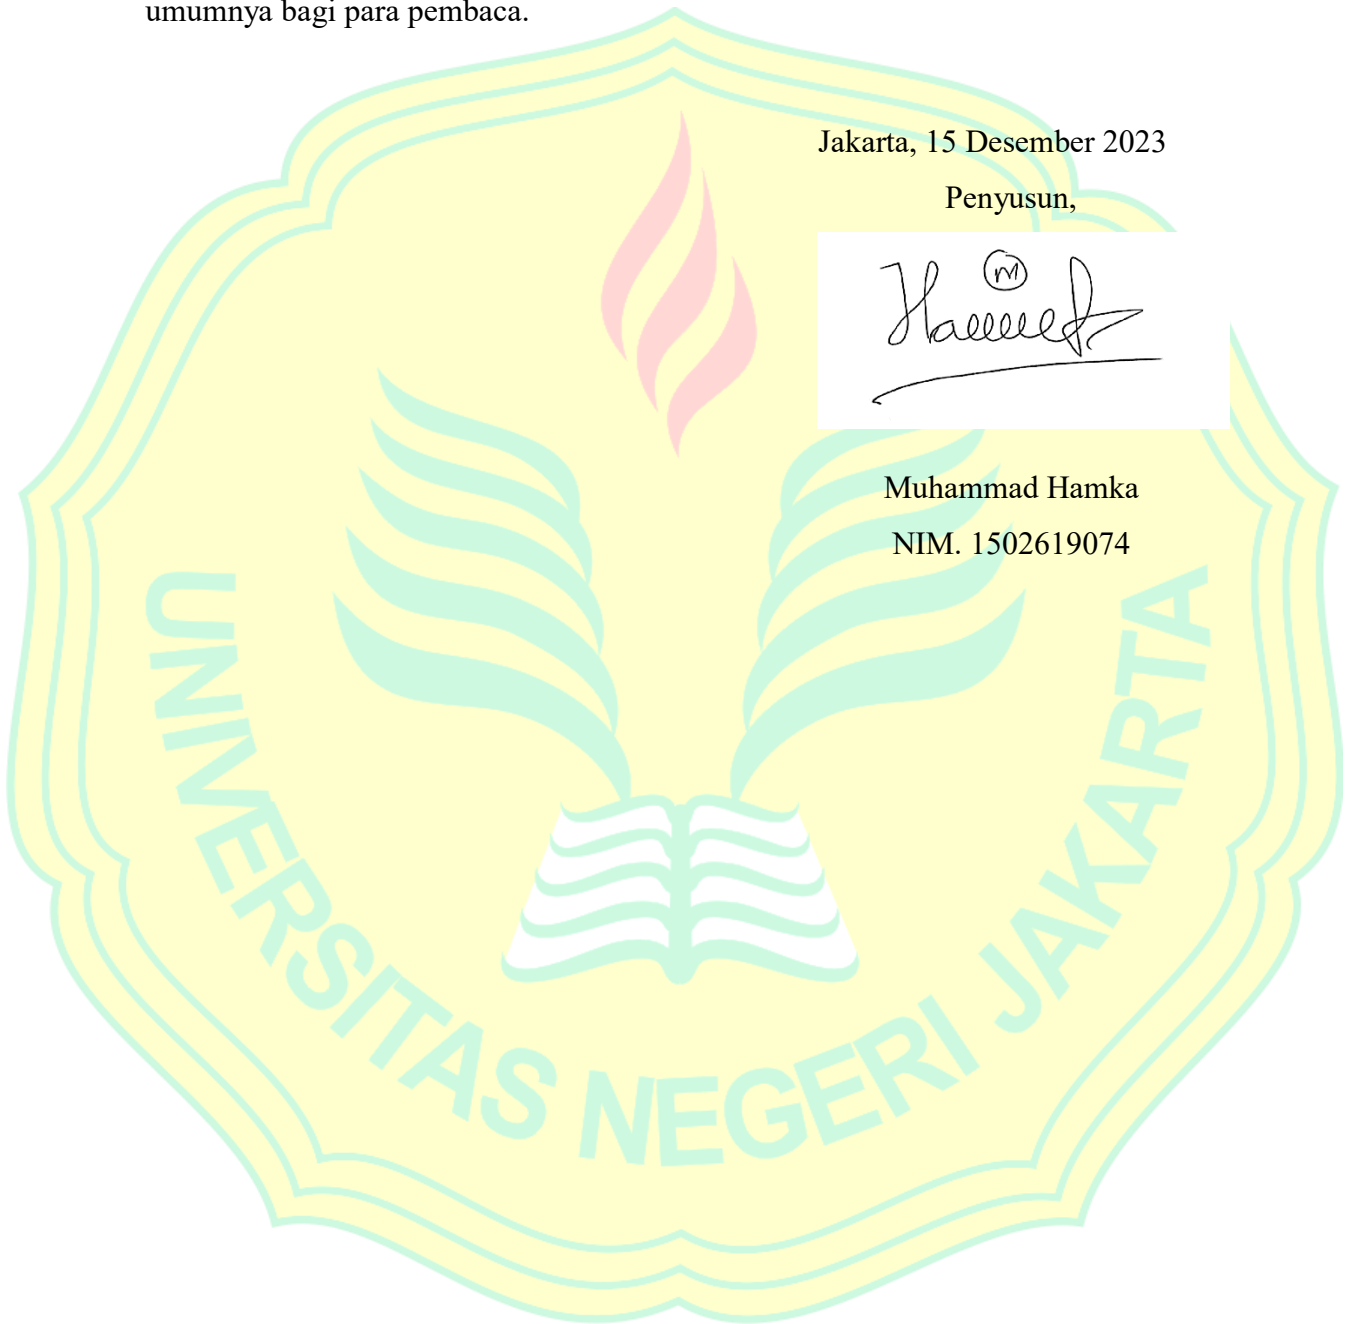 umumnya bagi para pembaca.
Jakarta, 15 Desember 2023
Penyusun,
Muhammad Hamka
NIM. 1502619074
UNIVERSITAS NEGERI JAKARTA